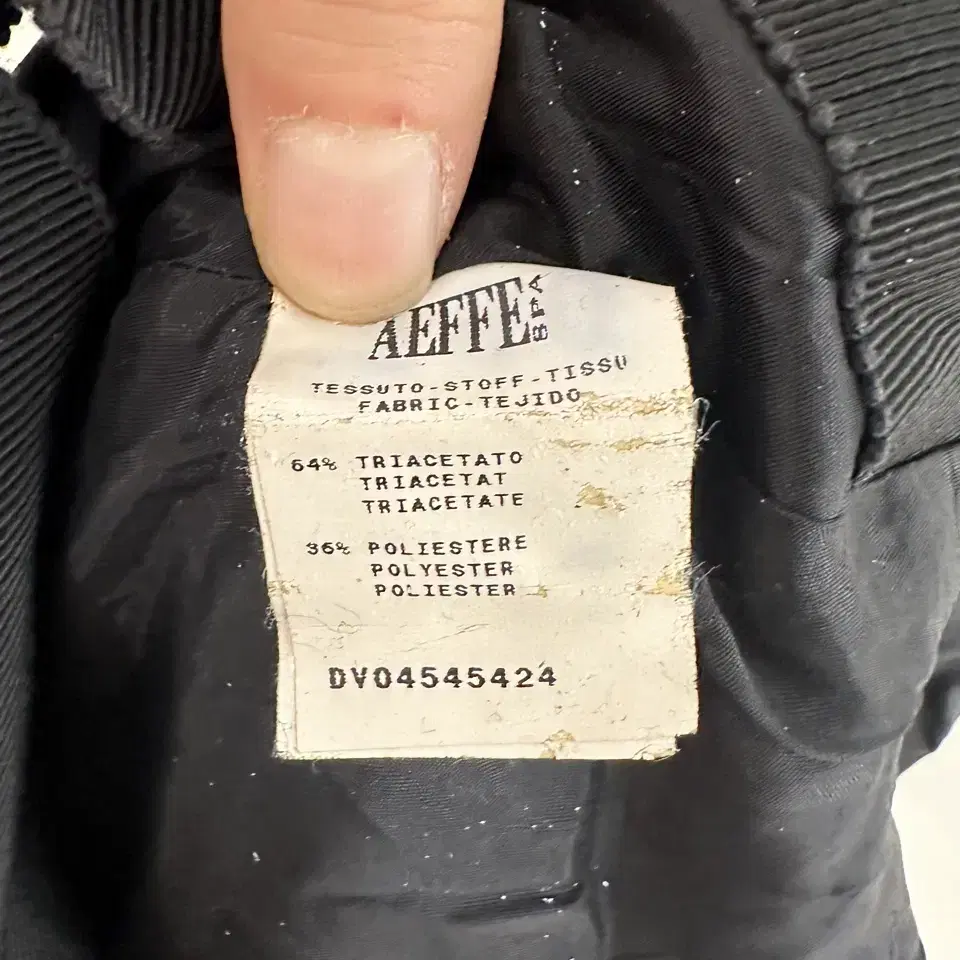 AEFFE SPA
TESSUTO-STOFF-TISSU
FABRIC-TEJIDO
64% TRIACETATO
TRIACETAT
TRIACETATE
36% POLIESTERE
POLYESTER
POLIESTER
DV04545424